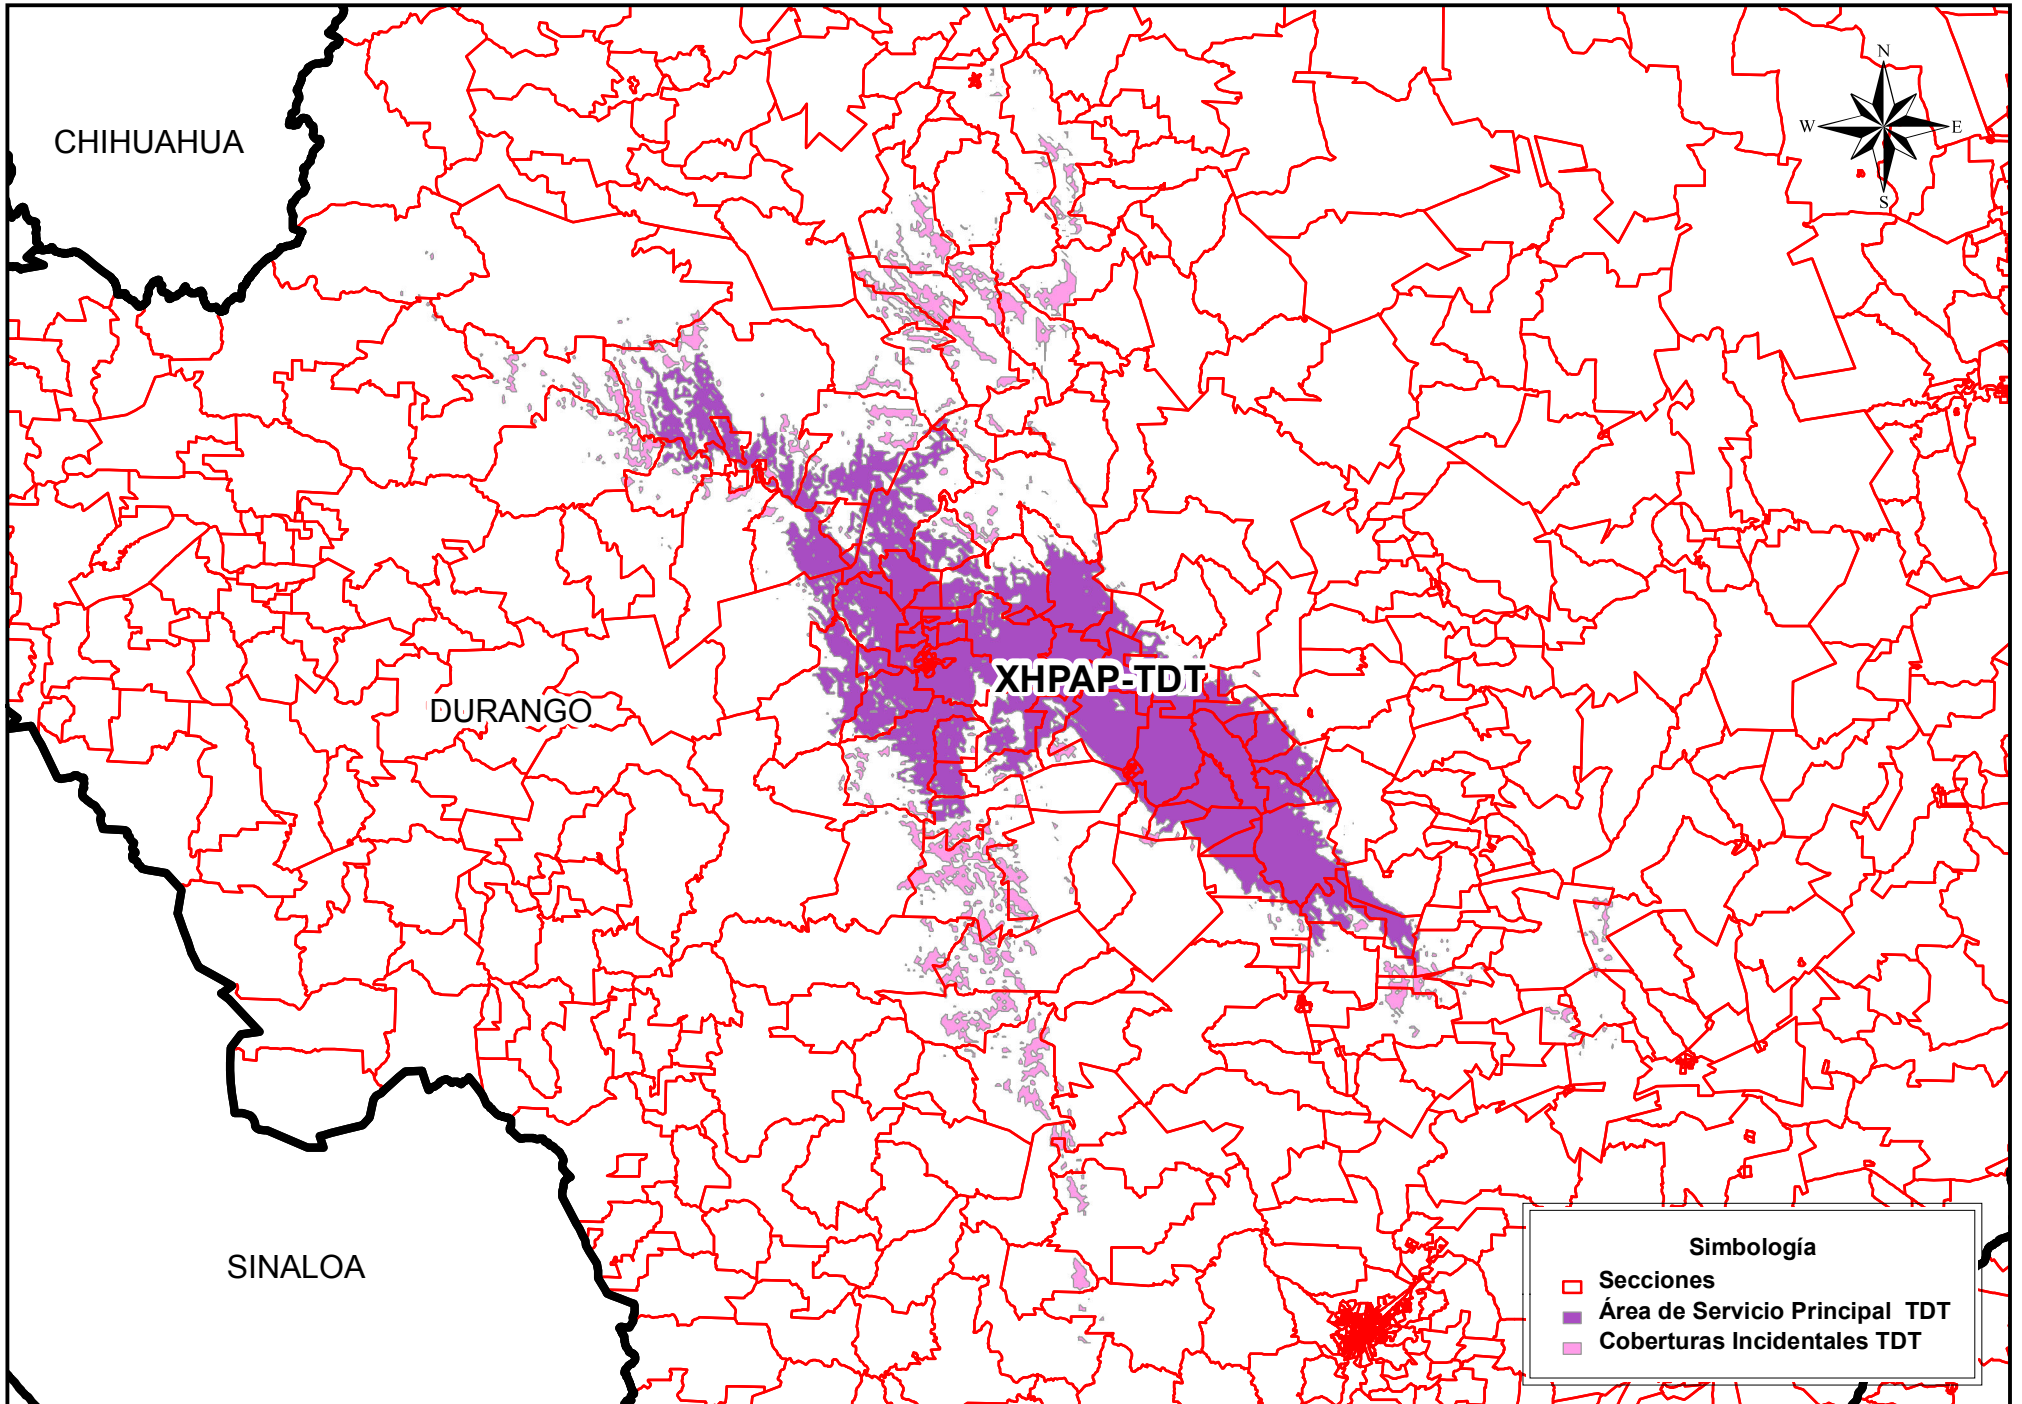 N
CHIHUAHUA
W E
S
XHPAP-TDT
DURANGO
SINALOA
Simbología
Secciones
Área de Servicio Principal TDT
Coberturas Incidentales TDT